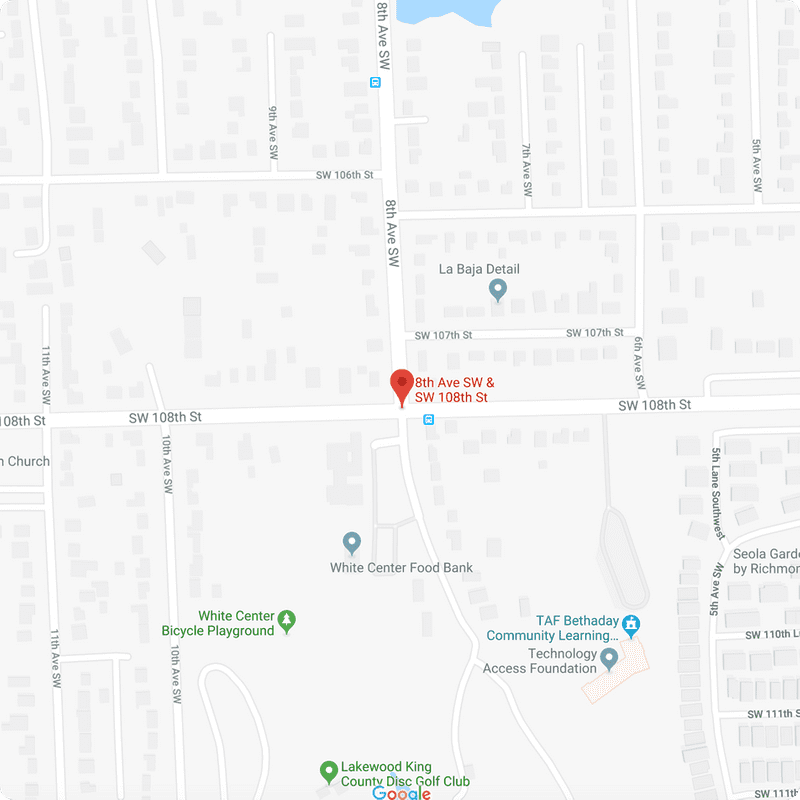 8th Ave SW
9th Ave SW
7th Ave SW
5th Ave SW
SW 106th St
8th Ave SW
La Baja Detail
SW 107th St
SW 107th St
11th Ave SW
6th Ave SW
8th Ave SW &
SW 108th St
108th St
SW 108th St
SW 108th St
10th Ave SW
Church
5th Lane Southwest
White Center Food Bank
Seola Garde
by Richmon
5th Ave SW
White Center
Bicycle Playground
TAF Bethaday
Community Learning...
SW 110th L
11th Ave SW
10th Ave SW
Technology
Access Foundation
SW 111th S
Lakewood King
County Disc Golf Club
Google
SW 111th